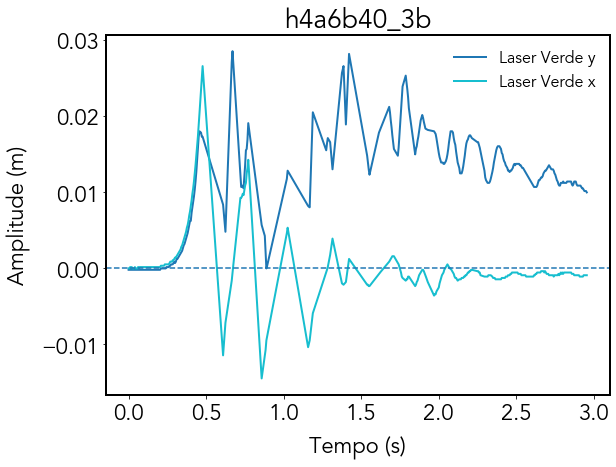 h4a6b40_3b
Laser Verde y
Laser Verde x
Amplitude (m)
0.03
0.02
0.01
0.00
−0.01
0.0 0.5 1.0 1.5 2.0 2.5 3.0
Tempo (s)